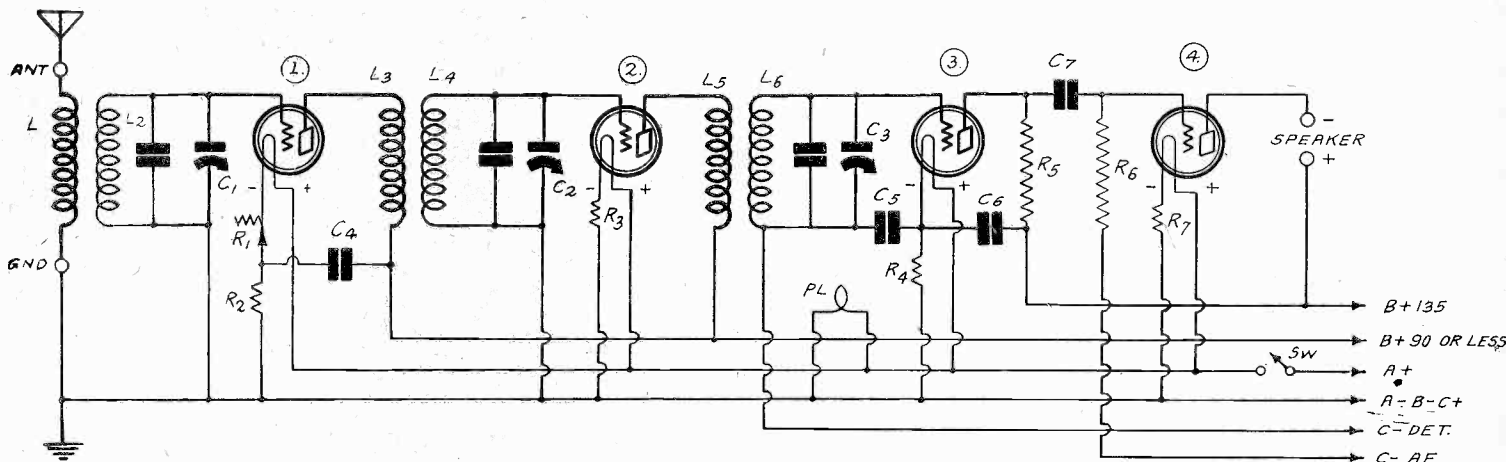 ANT
GND
L
L2
C1
1.
- +
R1
R2
C4
L3
L4
C2
2.
- +
R3
L5
L6
C3
C5
3.
- +
R4
C6
R5
C7
R6
4.
- +
R7
-
SPEAKER
+
PL
SW
B+135
B+90 OR LESS
A+
A-B-C+
C-DET.
C-AF